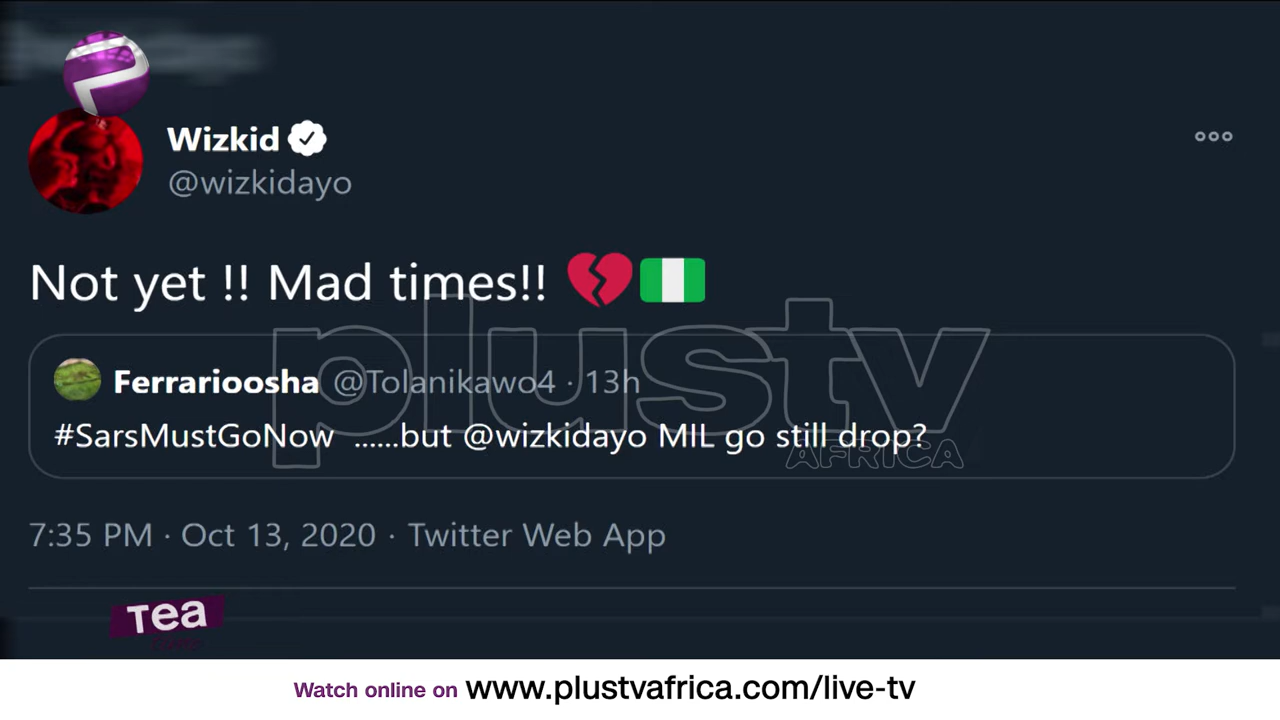 Wizkid
@wizkidayo
Not yet !! Mad times!! 💔🇳🇬
Ferrarioosha @Tolanikawo4 · 13h
#SarsMustGoNow ......but @wizkidayo MIL go still drop?
plustv
AFRICA
7:35 PM · Oct 13, 2020 · Twitter Web App
Tea
Watch online on www.plustvafrica.com/live-tv